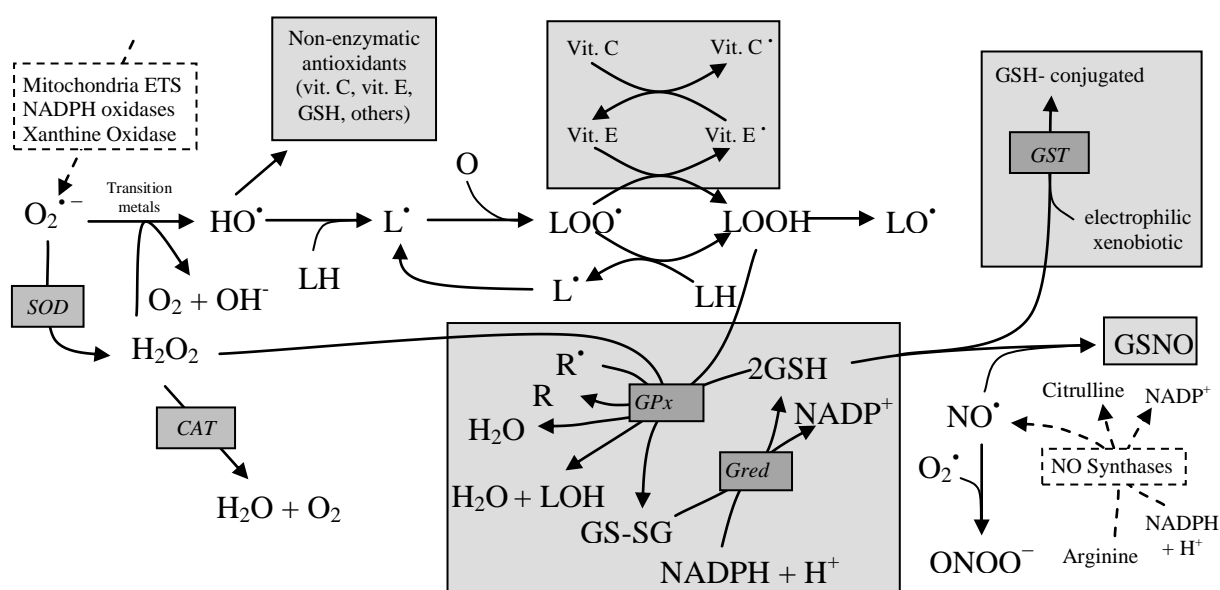 Mitochondria ETS
NADPH oxidases
Xanthine Oxidase
Non-enzymatic
antioxidants
(vit. C, vit. E,
GSH, others)
Vit. C
Vit. C•
Vit. E
Vit. E•
GSH- conjugated
GST
electrophilic
xenobiotic
O₂•−
Transition
metals
HO•
LH
L•
O
LOO•
LOOH
LO•
L•
LH
O₂ + OH⁻
SOD
H₂O₂
CAT
H₂O + O₂
R•
R
H₂O
H₂O + LOH
GPx
2GSH
NADP⁺
Gred
GS-SG
NADPH + H⁺
GSNO
NO•
O₂•
ONOO⁻
Citrulline
NADP⁺
NO Synthases
Arginine
NADPH
+ H⁺